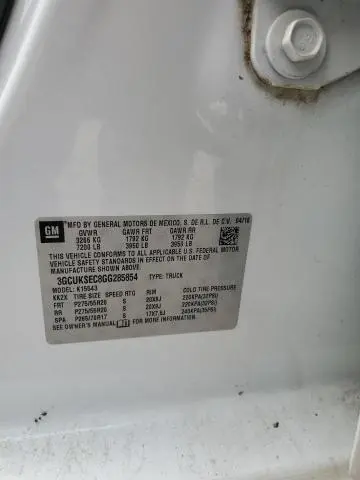 GM
MFD BY GENERAL MOTORS DE MEXICO, S. DE R.L. DE C.V. 04/16
GVWR GAWR FRT GAWR RR
3265 KG 1792 KG 1792 KG
7200 LB 3950 LB 3950 LB
THIS VEHICLE CONFORMS TO ALL APPLICABLE U.S. FEDERAL MOTOR
VEHICLE SAFETY STANDARDS IN EFFECT ON THE DATE OF
MANUFACTURE SHOWN ABOVE.
3GCUKSEC8GG285854 TYPE: TRUCK
K15543
KK2X TIRE SIZE SPEED RTG RIM COLD TIRE PRESSURE
FRT P275/55R20 S 20X9J 220KPA(32PSI)
RR P275/55R20 S 20X9J 220KPA(32PSI)
SPA P265/70R17 S 17X7.5J 240KPA(35PSI)
SEE OWNER'S MANUAL FOR ADDITIONAL INFORMATION